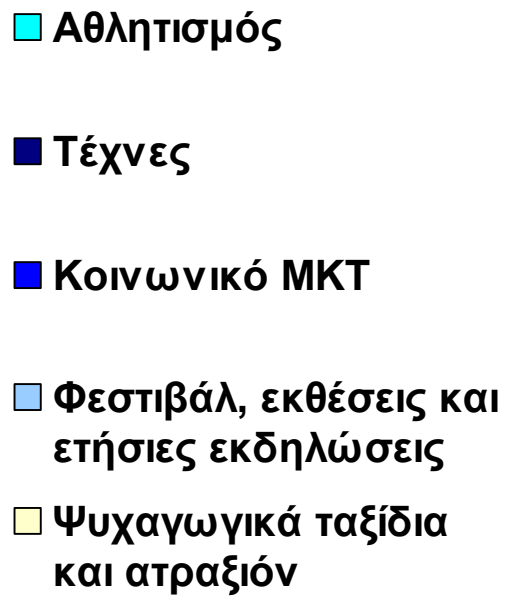 Αθλητισμός
Τέχνες
Κοινωνικό ΜΚΤ
Φεστιβάλ, εκθέσεις και
ετήσιες εκδηλώσεις
Ψυχαγωγικά ταξίδια
και ατραξιόν